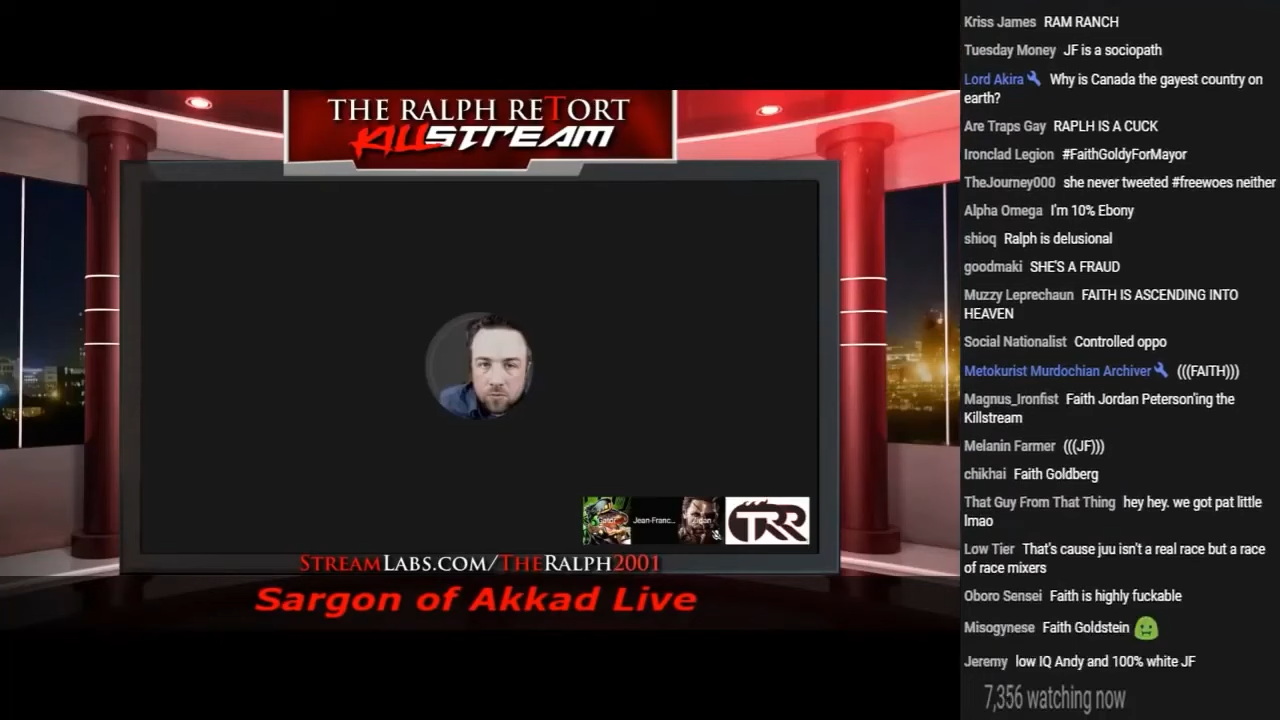 THE RALPH RETORT
KILLSTREAM
Gator
Jean-Franc...
Zidan
TRR
STREAMLABS.COM/THERALPH2001
Sargon of Akkad Live
Kriss James RAM RANCH
Tuesday Money JF is a sociopath
Lord Akira Why is Canada the gayest country on
earth?
Are Traps Gay RAPLH IS A CUCK
Ironclad Legion #FaithGoldyForMayor
TheJourney000 she never tweeted #freewoes neither
Alpha Omega I'm 10% Ebony
shioq Ralph is delusional
goodmaki SHE'S A FRAUD
Muzzy Leprechaun FAITH IS ASCENDING INTO
HEAVEN
Social Nationalist Controlled oppo
Metokurist Murdochian Archiver (((FAITH)))
Magnus_Ironfist Faith Jordan Peterson'ing the
Killstream
Melanin Farmer (((JF)))
chikhai Faith Goldberg
That Guy From That Thing hey hey. we got pat little
lmao
Low Tier That's cause juu isn't a real race but a race
of race mixers
Oboro Sensei Faith is highly fuckable
Misogynese Faith Goldstein
Jeremy low IQ Andy and 100% white JF
7,356 watching now